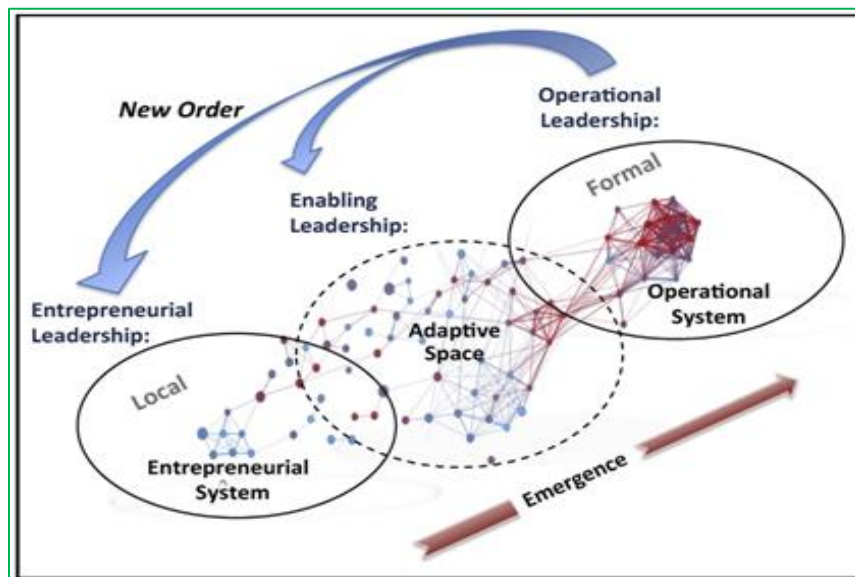 New Order
Operational
Leadership:
Formal
Enabling
Leadership:
Operational
System
Entrepreneurial
Leadership:
Adaptive
Space
Local
Entrepreneurial
System
Emergence